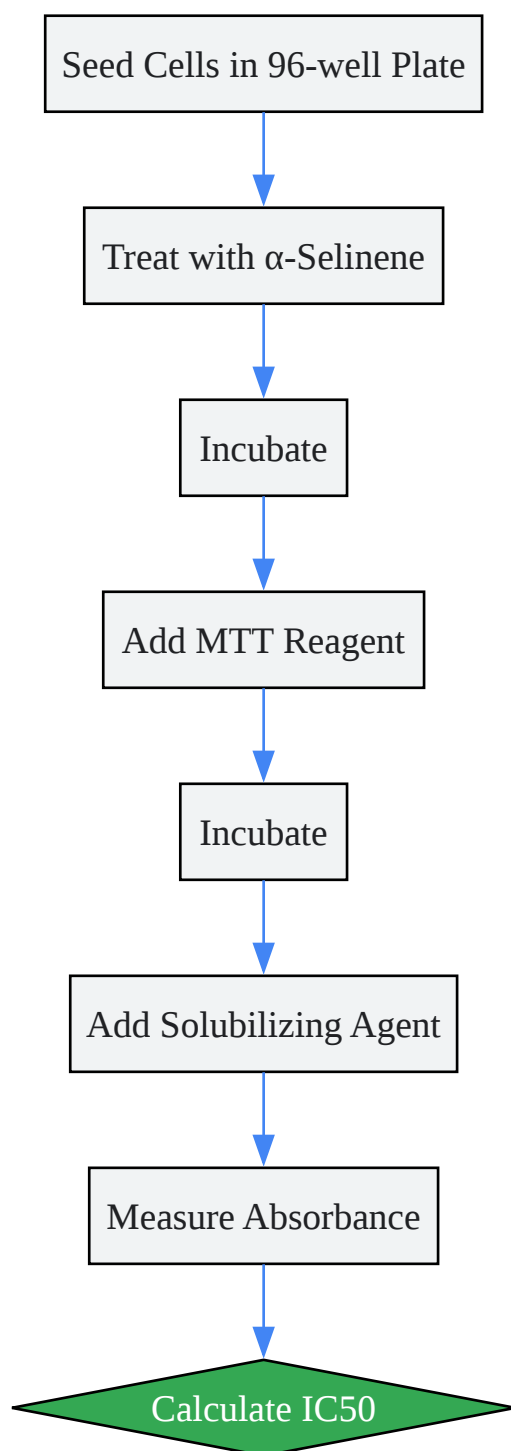 Seed Cells in 96-well Plate
Treat with α-Selinene
Incubate
Add MTT Reagent
Incubate
Add Solubilizing Agent
Measure Absorbance
Calculate IC50